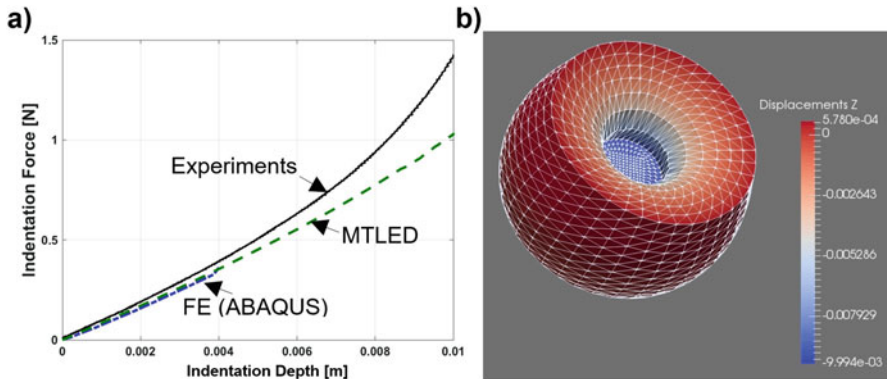 a)
Indentation Force [N]
1.5
1
0.5
0
Experiments
MTLED
FE (ABAQUS)
0
0.002
0.004
0.006
0.008
0.01
Indentation Depth [m]
b)
Displacements Z
5.780e-04
0
-0.002643
-0.005286
-0.007929
-9.994e-03